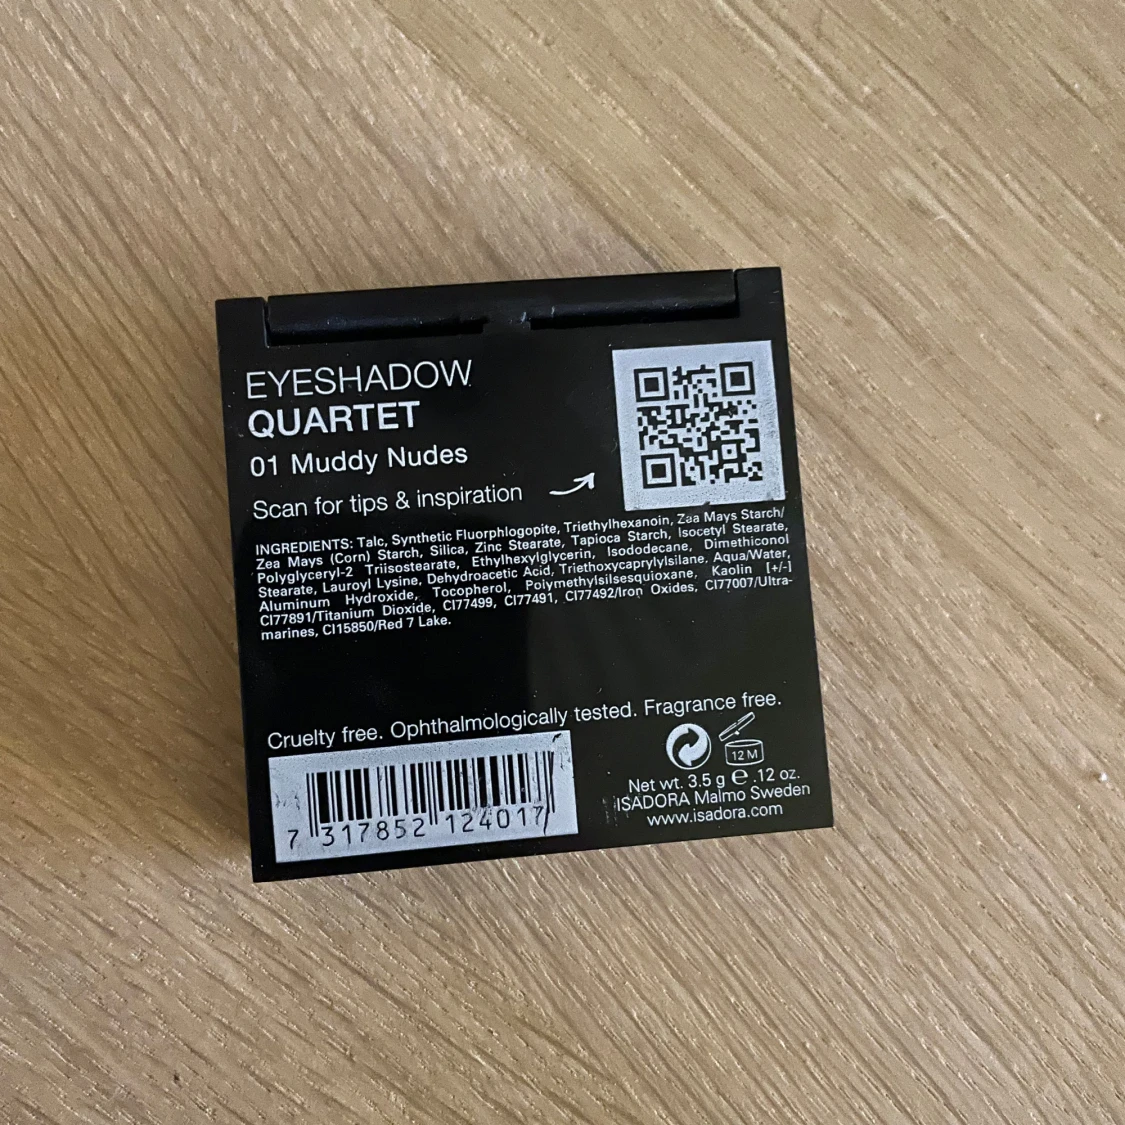 EYESHADOW
QUARTET
01 Muddy Nudes
Scan for tips & inspiration
INGREDIENTS: Talc, Synthetic Fluorphlogopite, Triethylhexanoin, Zaa Mays Starch/
Zea Mays (Corn) Starch, Silica, Zinc Stearate, Tapioca Starch, Isocetyl Stearate,
Polyglyceryl-2 Triisostearate, Ethylhexylglycerin, Isododecane, Dimethiconol
Stearate, Lauroyl Lysine, Dehydroacetic Acid, Triethoxycaprylylsilane. Aqua/Water,
Aluminum Hydroxide, Tocopherol, Polymethylsilsesquioxane, Kaolin [+/-]
CI77891/Titanium Dioxide, CI77499, CI77491, CI77492/Iron Oxides, CI77007/Ultra-
marines, CI15850/Red 7 Lake.
Cruelty free. Ophthalmologically tested. Fragrance free.
12 M
Net wt. 3.5 g e .12 oz.
ISADORA Malmo Sweden
www.isadora.com
7 317852 124017